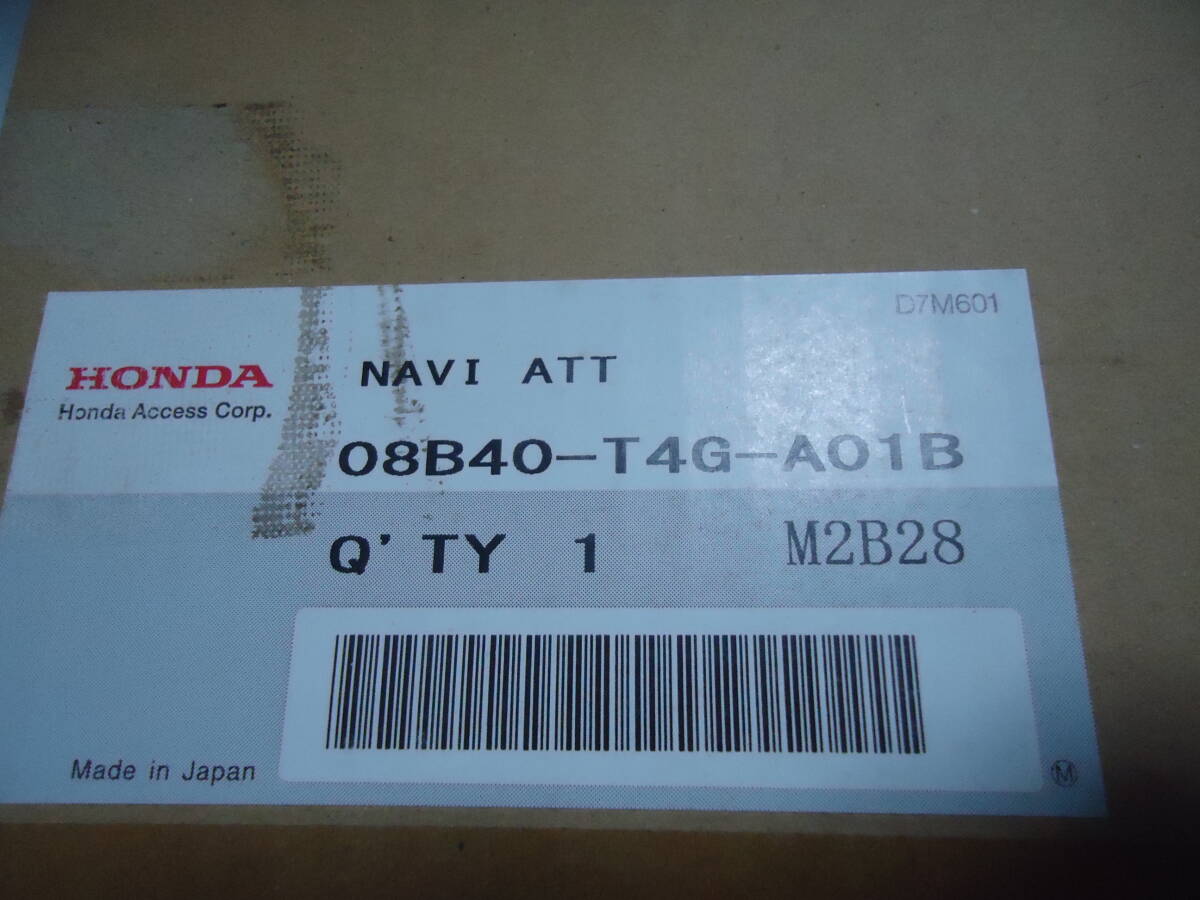 D7M601
HONDA
NAVI ATT
Honda Access Corp.
08B40-T4G-A01B
Q'TY 1
M2B28
Made in Japan
M